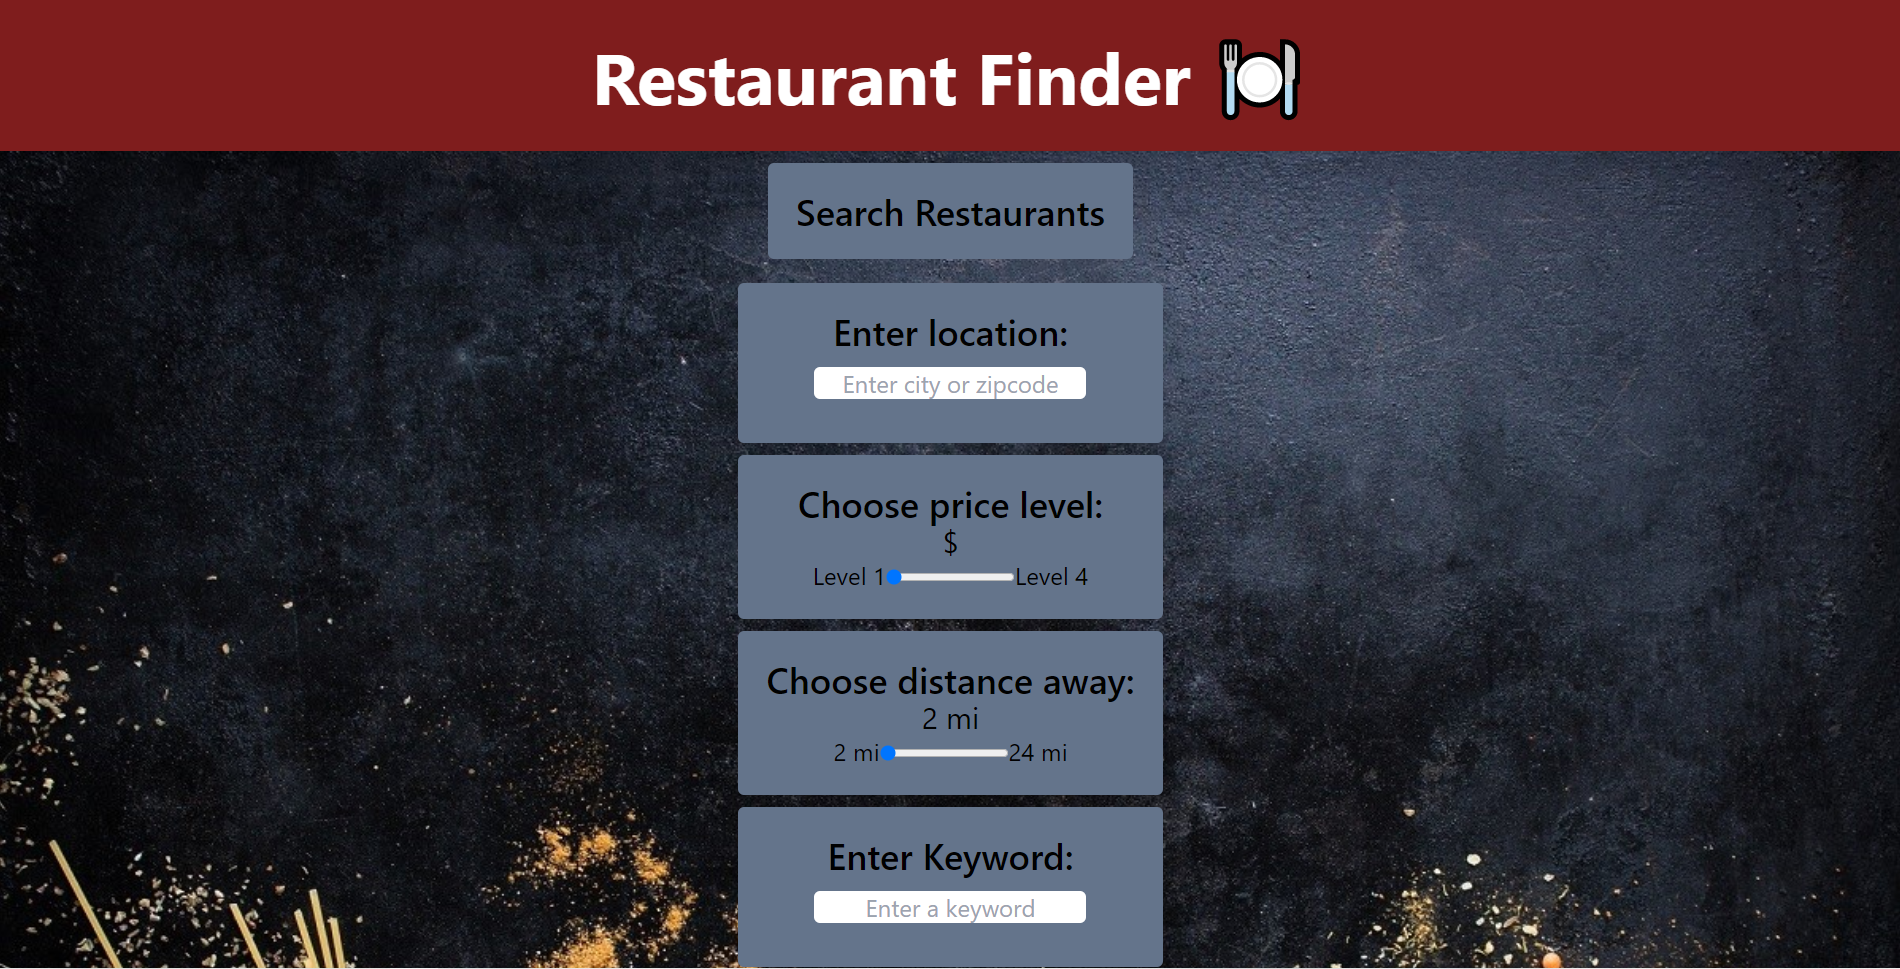 Restaurant Finder
Search Restaurants
Enter location:
Enter city or zipcode
Choose price level:
$
Level 1 Level 4
Choose distance away:
2 mi
2 mi 24 mi
Enter Keyword:
Enter a keyword